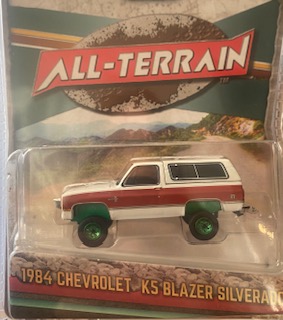 ALL-TERRAIN
1984 CHEVROLET K5 BLAZER SILVERADO